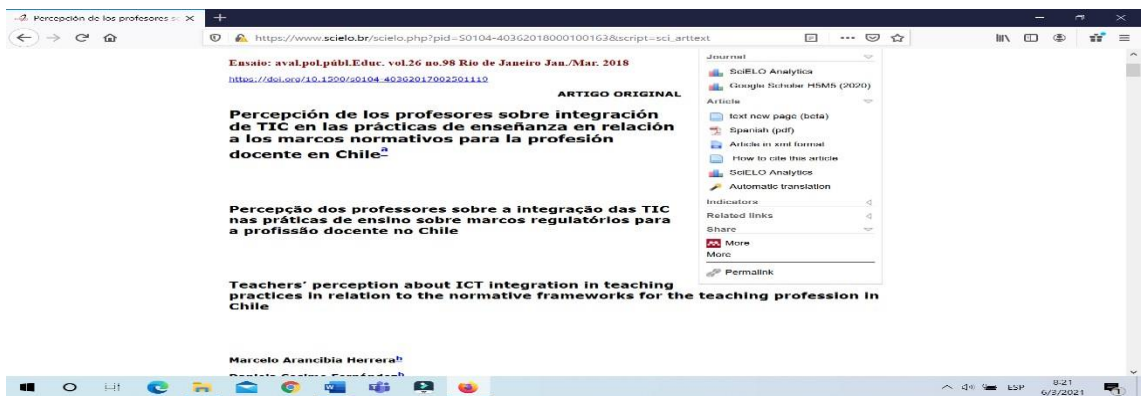 Percepción de los profesores so
https://www.scielo.br/scielo.php?pid=S0104-40362018000100163&script=sci_arttext
Ensaio: aval.pol.públ.Educ. vol.26 no.98 Rio de Janeiro Jan./Mar. 2018
https://doi.org/10.1590/s0104-40362017002501119
ARTIGO ORIGINAL
Percepción de los profesores sobre integración
de TIC en las prácticas de enseñanza en relación
a los marcos normativos para la profesión
docente en Chileª
Percepção dos professores sobre a integração das TIC
nas práticas de ensino sobre marcos regulatórios para
a profissão docente no Chile
Teachers' perception about ICT integration in teaching
practices in relation to the normative frameworks for the teaching profession in
Chile
Marcelo Arancibia Herrerab
Journal
SciELO Analytics
Google Scholar H5M5 (2020)
Article
text new page (beta)
Spanish (pdf)
Article in xml format
How to cite this article
SciELO Analytics
Automatic translation
Indicators
Related links
Share
More
More
Permalink
ESP
8:21
6/3/2021